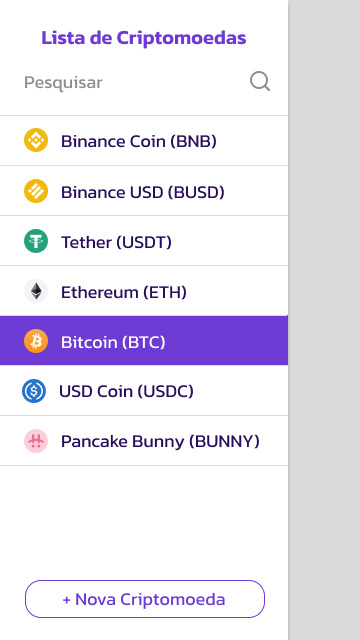 Lista de Criptomoedas
Pesquisar
Binance Coin (BNB)
Binance USD (BUSD)
Tether (USDT)
Ethereum (ETH)
Bitcoin (BTC)
USD Coin (USDC)
Pancake Bunny (BUNNY)
+ Nova Criptomoeda